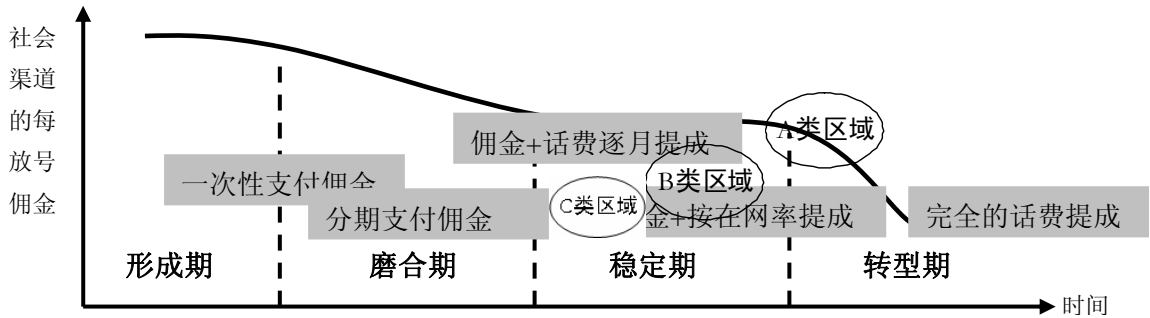 社会
渠道
的每
放号
佣金
佣金+话费逐月提成
A类区域
一次性支付佣金
B类区域
C类区域
分期支付佣金
金+按在网率提成
完全的话费提成
形成期
磨合期
稳定期
转型期
时间